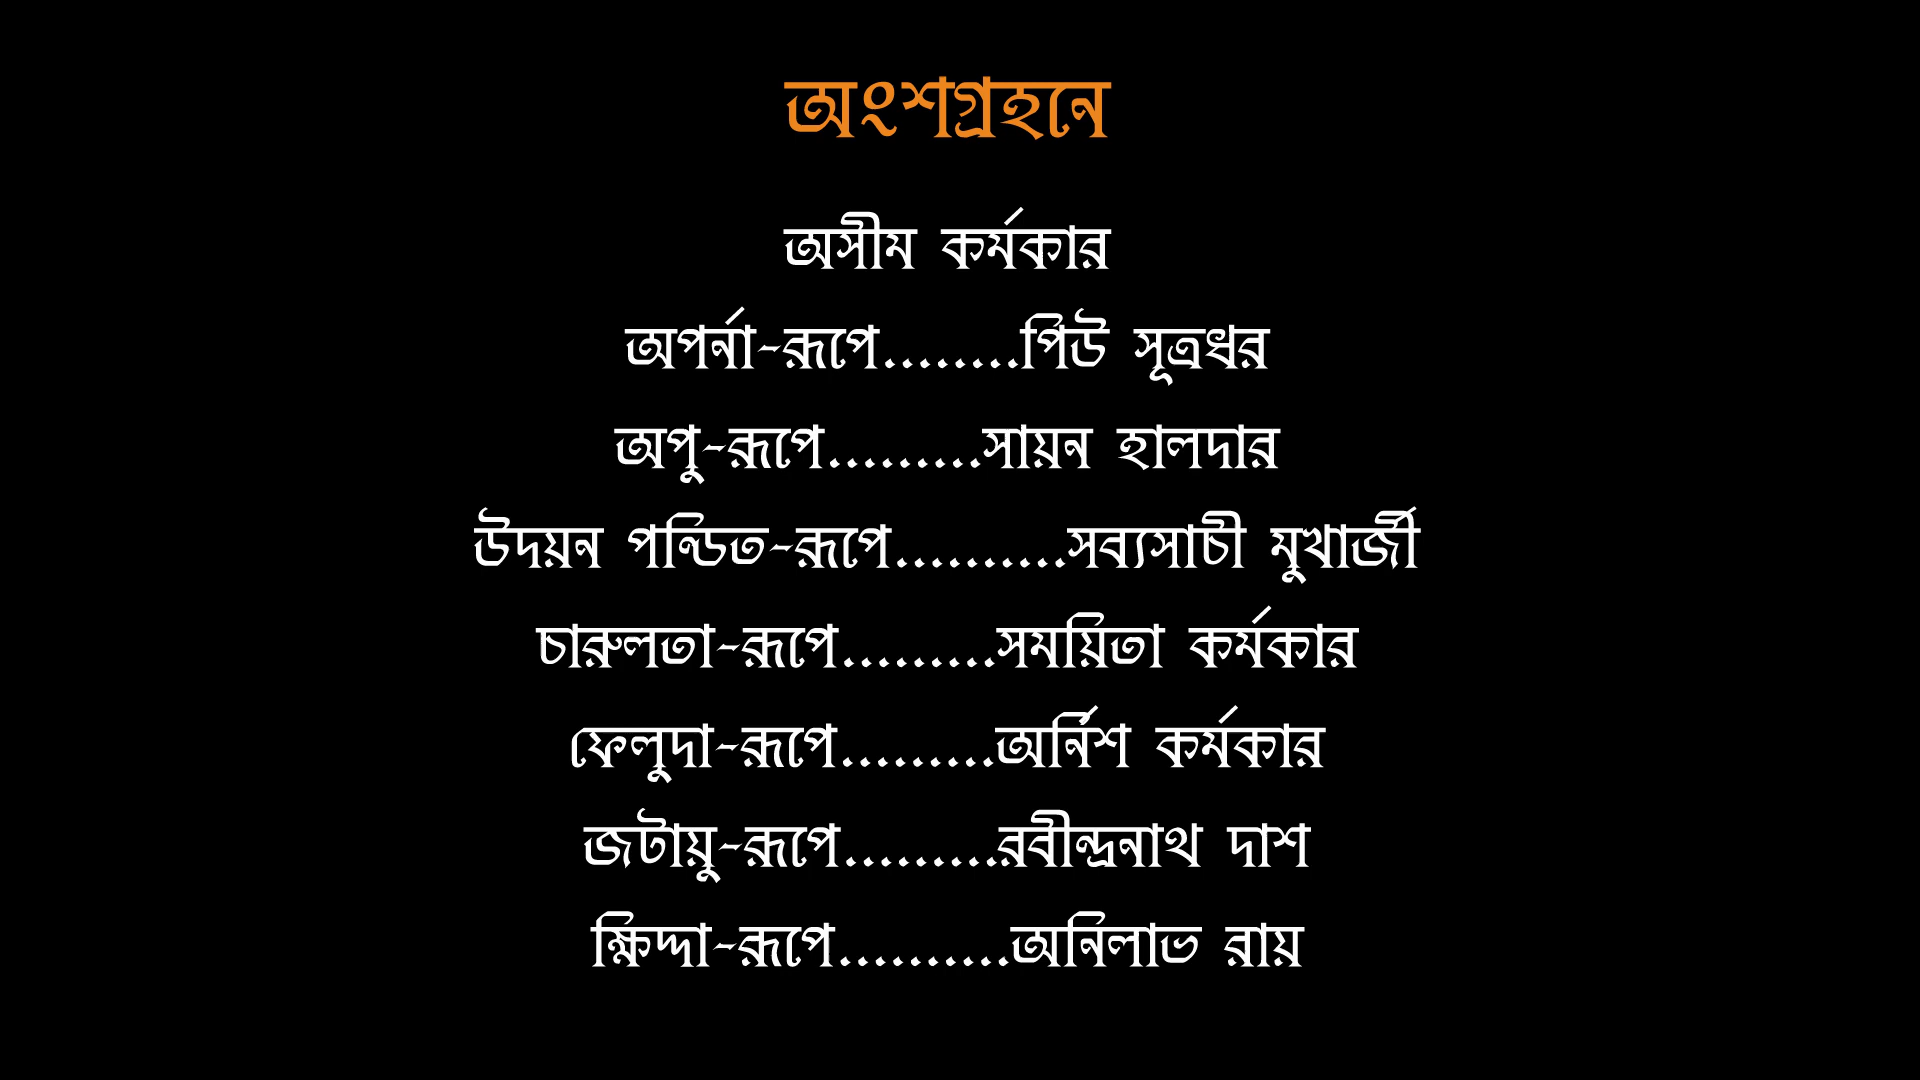 অংশগ্রহনে
অসীম কর্মকার
অপর্না-রূপে........পিউ সূত্রধর
অপু-রূপে.........সায়ন হালদার
উদয়ন পন্ডিত-রূপে..........সব্যসাচী মুখার্জী
চারুলতা-রূপে.........সময়িতা কর্মকার
ফেলুদা-রূপে.........অর্নিশ কর্মকার
জটায়ু-রূপে.........রবীন্দ্রনাথ দাশ
ক্ষিদ্দা-রূপে..........অনিলাভ রায়